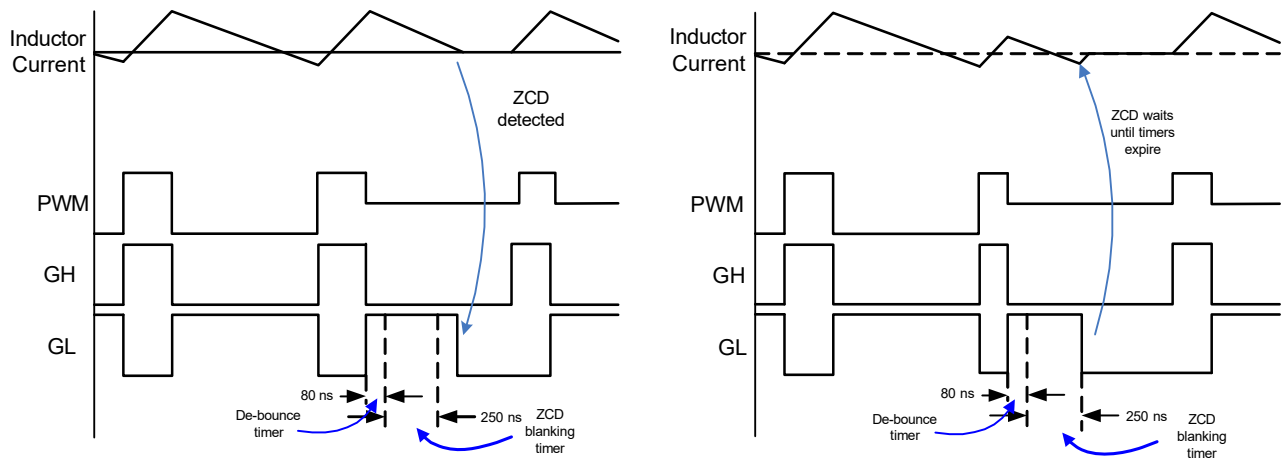 Inductor
Current
ZCD
detected
PWM
GH
GL
80 ns
De-bounce
timer
250 ns
ZCD
blanking
timer
Inductor
Current
ZCD waits
until timers
expire
PWM
GH
GL
80 ns
De-bounce
timer
250 ns
ZCD
blanking
timer